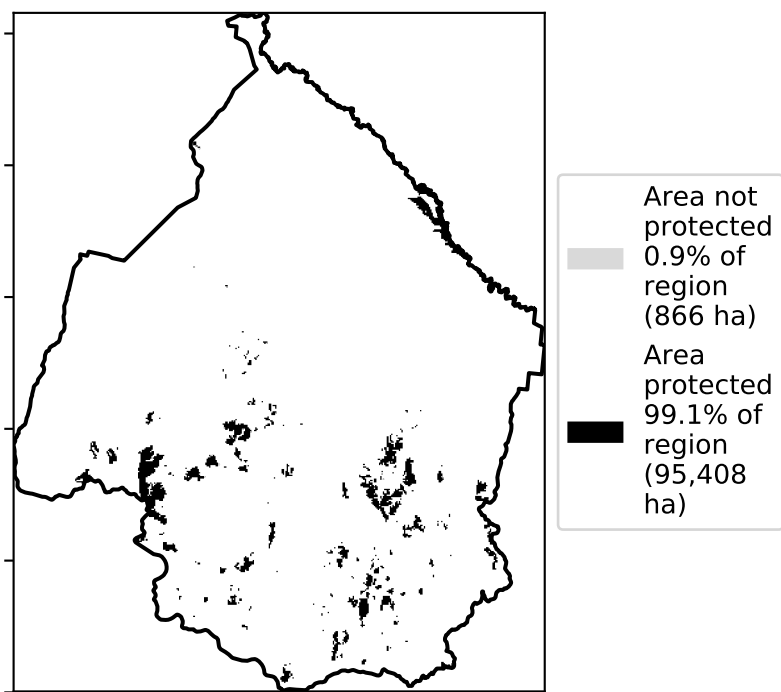 Area not
protected
0.9% of
region
(866 ha)
Area
protected
99.1% of
region
(95,408
ha)